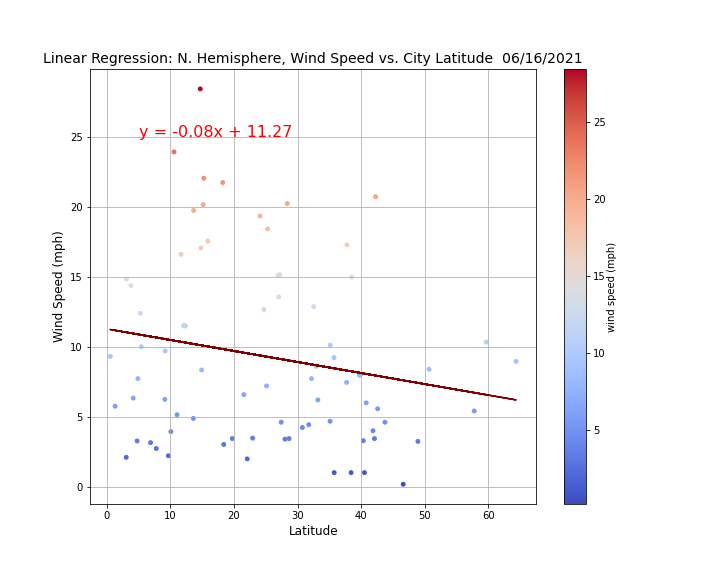 Linear Regression: N. Hemisphere, Wind Speed vs. City Latitude  06/16/2021
y = -0.08x + 11.27
Wind Speed (mph)
25
20
15
10
5
0
0 10 20 30 40 50 60
Latitude
25
20
15
10
5
wind speed (mph)